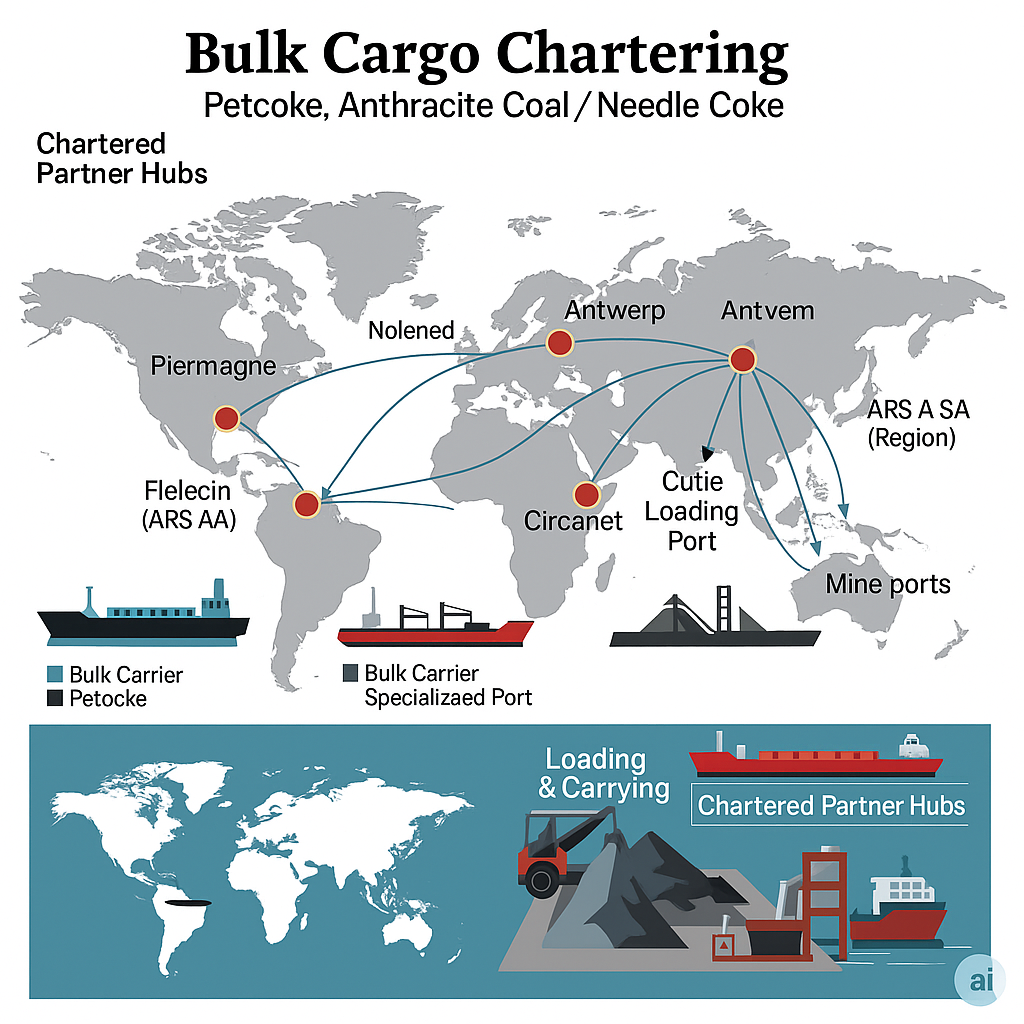 Bulk Cargo Chartering
Petcoke, Anthracite Coal / Needle Coke
Chartered
Partner Hubs
Nolened
Antwerp
Antvem
Piermagne
ARS A SA
(Region)
Flelecin
(ARS AA)
Circanet
Cutie
Loading
Port
Mine ports
Bulk Carrier
Petocke
Bulk Carrier
Specializaed Port
Loading
& Carrying
Chartered Partner Hubs
ai